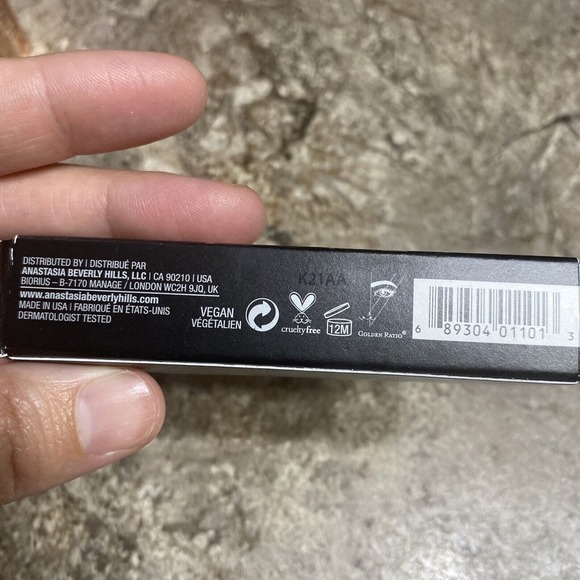 DISTRIBUTED BY | DISTRIBUÉ PAR
ANASTASIA BEVERLY HILLS, LLC | CA 90210 | USA
BIORIUS – B-7170 MANAGE / LONDON WC2H 9JQ, UK
www.anastasiabeverlyhills.com
MADE IN USA | FABRIQUÉ EN ÉTATS-UNIS
DERMATOLOGIST TESTED
VEGAN
VÉGÉTALIEN
crueltyfree
12M
K21AA
GOLDEN RATIO®
6 89304 01101 3